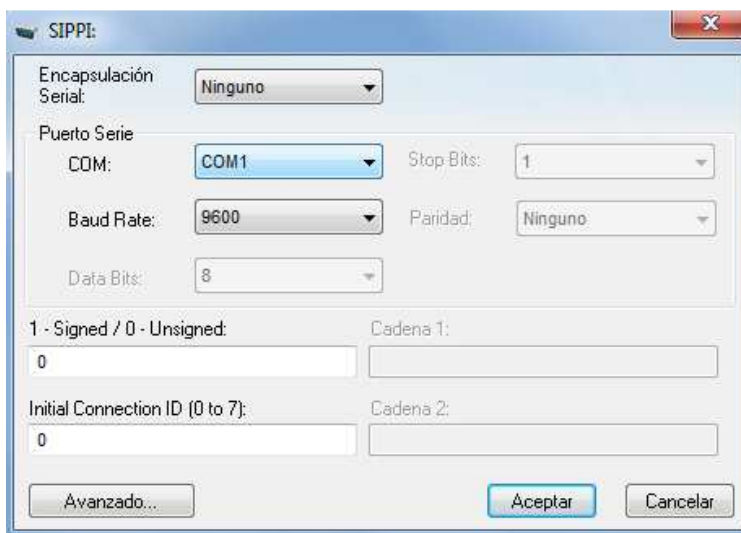 SIPPI:
Encapsulación
Serial:
Ninguno
Puerto Serie
COM:
COM1
Stop Bits:
1
Baud Rate:
9600
Paridad:
Ninguno
Data Bits:
8
1 - Signed / 0 - Unsigned:
Cadena 1:
0
Initial Connection ID (0 to 7):
Cadena 2:
0
Avanzado...
Aceptar
Cancelar